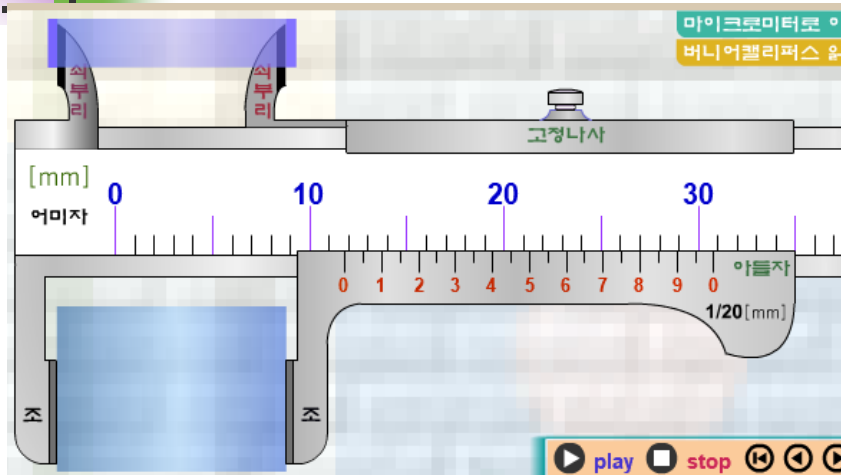 마이크로미터로
버니어캘리퍼스
쇠부리
쇠부리
고정나사
[mm]
0 10 20 30
어미자
아들자
0 1 2 3 4 5 6 7 8 9 0
1/20[mm]
조 조
play stop